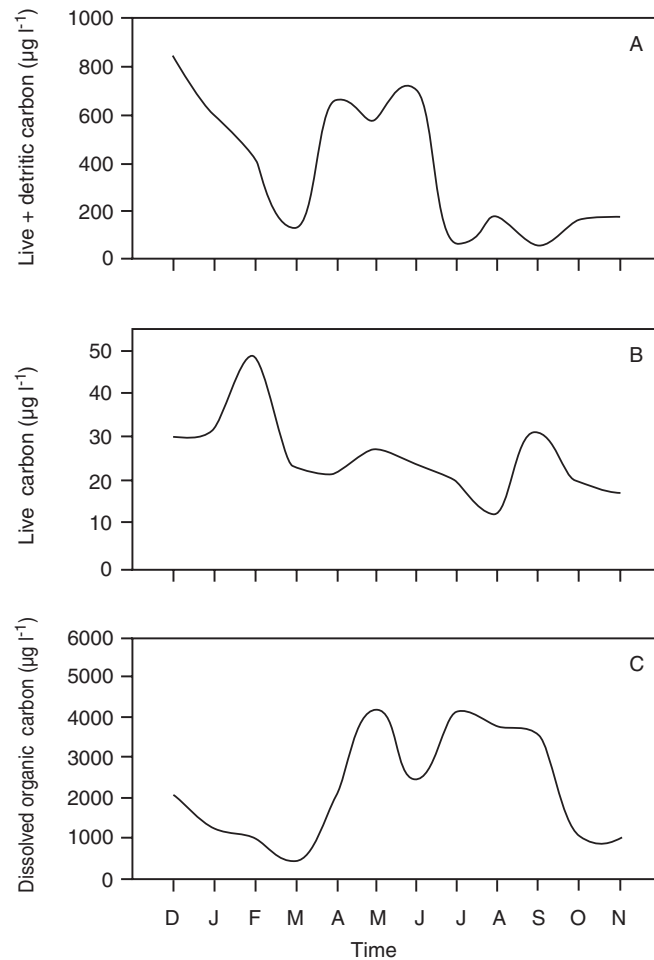 1000
800
600
400
200
0
Live + detritic carbon (µg l-1)
A
50
40
30
20
10
0
Live carbon (µg l-1)
B
6000
5000
4000
3000
2000
1000
0
Dissolved organic carbon (µg l-1)
C
D J F M A M J J A S O N
Time